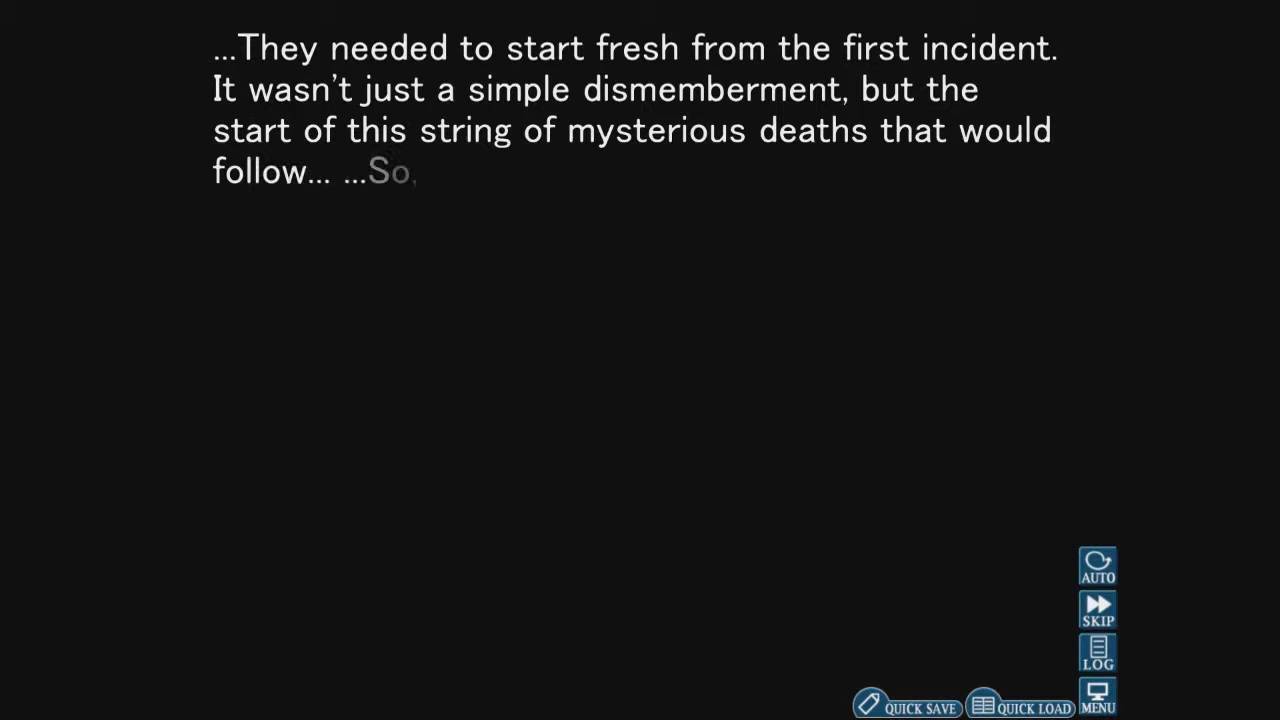 ...They needed to start fresh from the first incident.
It wasn't just a simple dismemberment, but the
start of this string of mysterious deaths that would
follow... ...So,
AUTO
SKIP
LOG
MENU
QUICK SAVE
QUICK LOAD